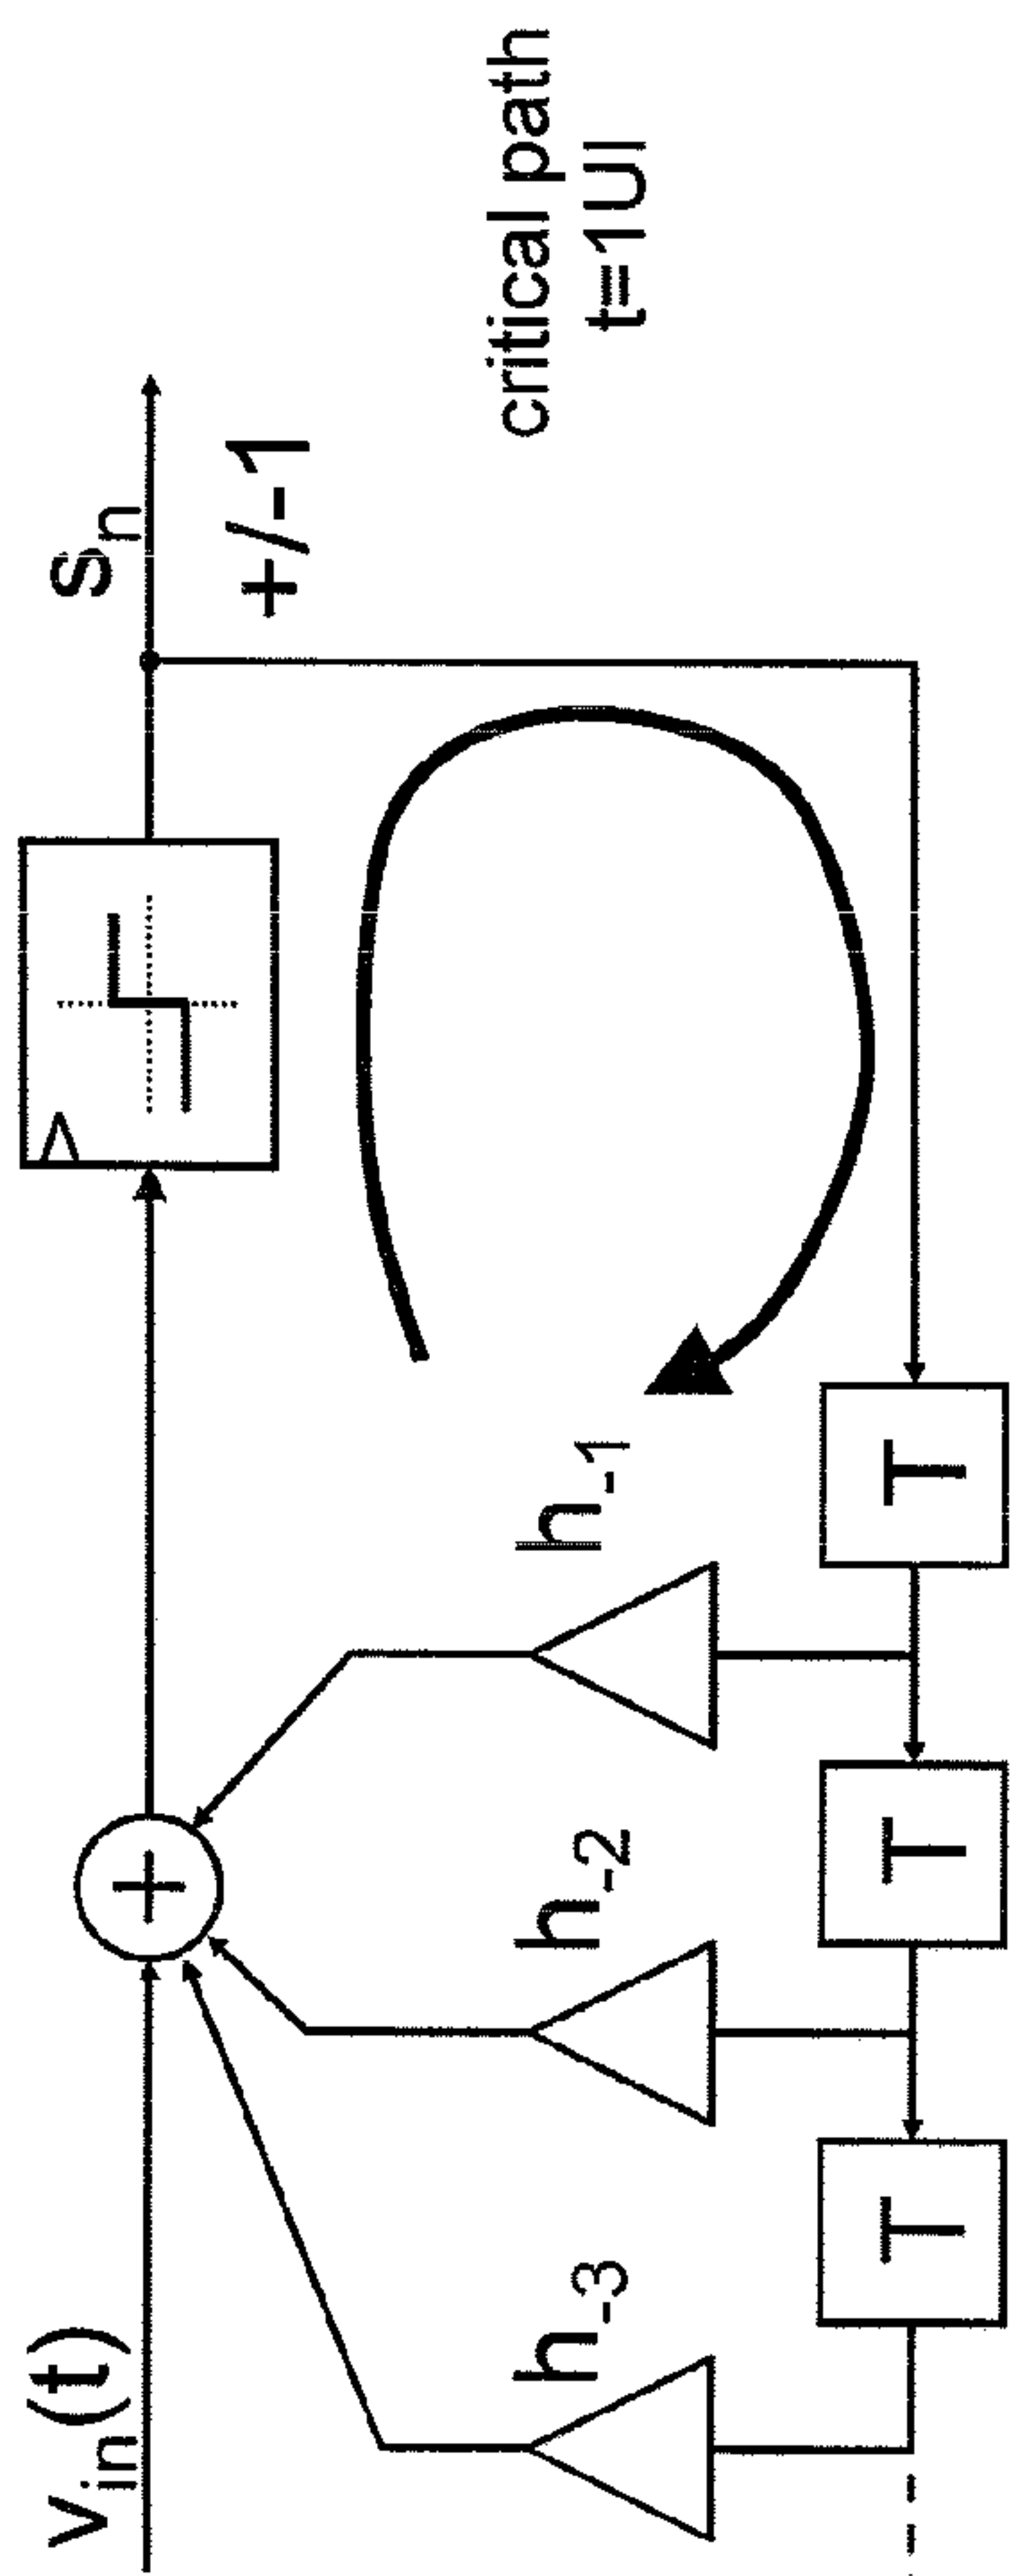 v_in(t)
+
>
s_n
+/-1
critical path
t=1UI
h_-3
h_-2
h_-1
T
T
T